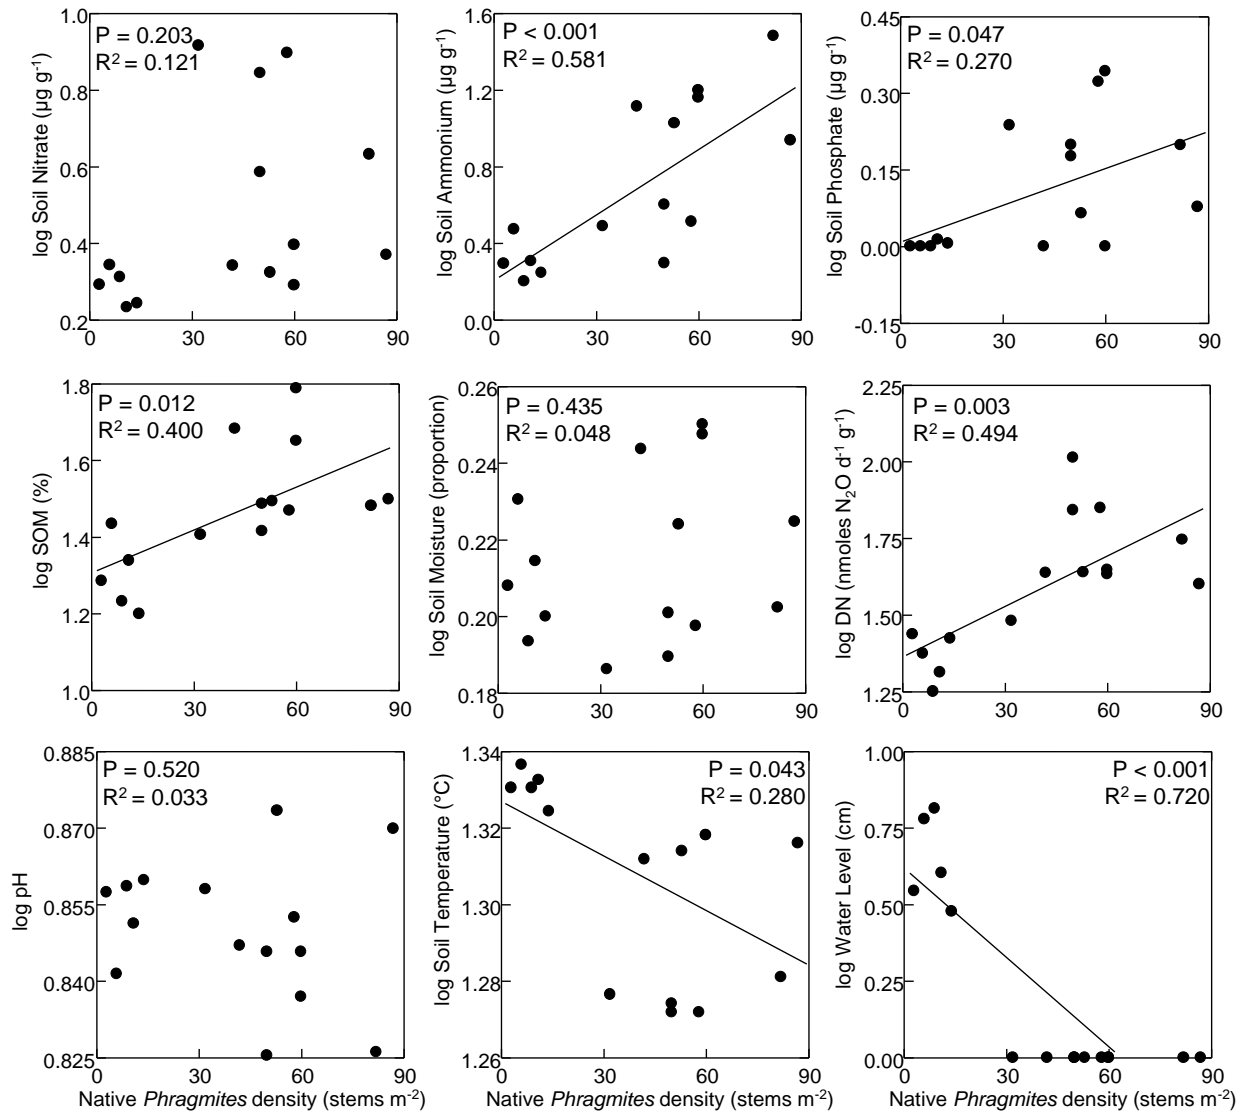 P = 0.203
R² = 0.121
log Soil Nitrate (µg g⁻¹)
1.0
0.8
0.6
0.4
0.2
0 30 60 90
P < 0.001
R² = 0.581
log Soil Ammonium (µg g⁻¹)
1.6
1.2
0.8
0.4
0.0
0 30 60 90
P = 0.047
R² = 0.270
log Soil Phosphate (µg g⁻¹)
0.45
0.30
0.15
0.00
-0.15
0 30 60 90
P = 0.012
R² = 0.400
log SOM (%)
1.8
1.6
1.4
1.2
1.0
0 30 60 90
P = 0.435
R² = 0.048
log Soil Moisture (proportion)
0.26
0.24
0.22
0.20
0.18
0 30 60 90
P = 0.003
R² = 0.494
log DN (nmoles N₂O d⁻¹ g⁻¹)
2.25
2.00
1.75
1.50
1.25
0 30 60 90
P = 0.520
R² = 0.033
log pH
0.885
0.870
0.855
0.840
0.825
0 30 60 90
Native Phragmites density (stems m⁻²)
P = 0.043
R² = 0.280
log Soil Temperature (°C)
1.34
1.32
1.30
1.28
1.26
0 30 60 90
Native Phragmites density (stems m⁻²)
P < 0.001
R² = 0.720
log Water Level (cm)
1.00
0.75
0.50
0.25
0.00
0 30 60 90
Native Phragmites density (stems m⁻²)